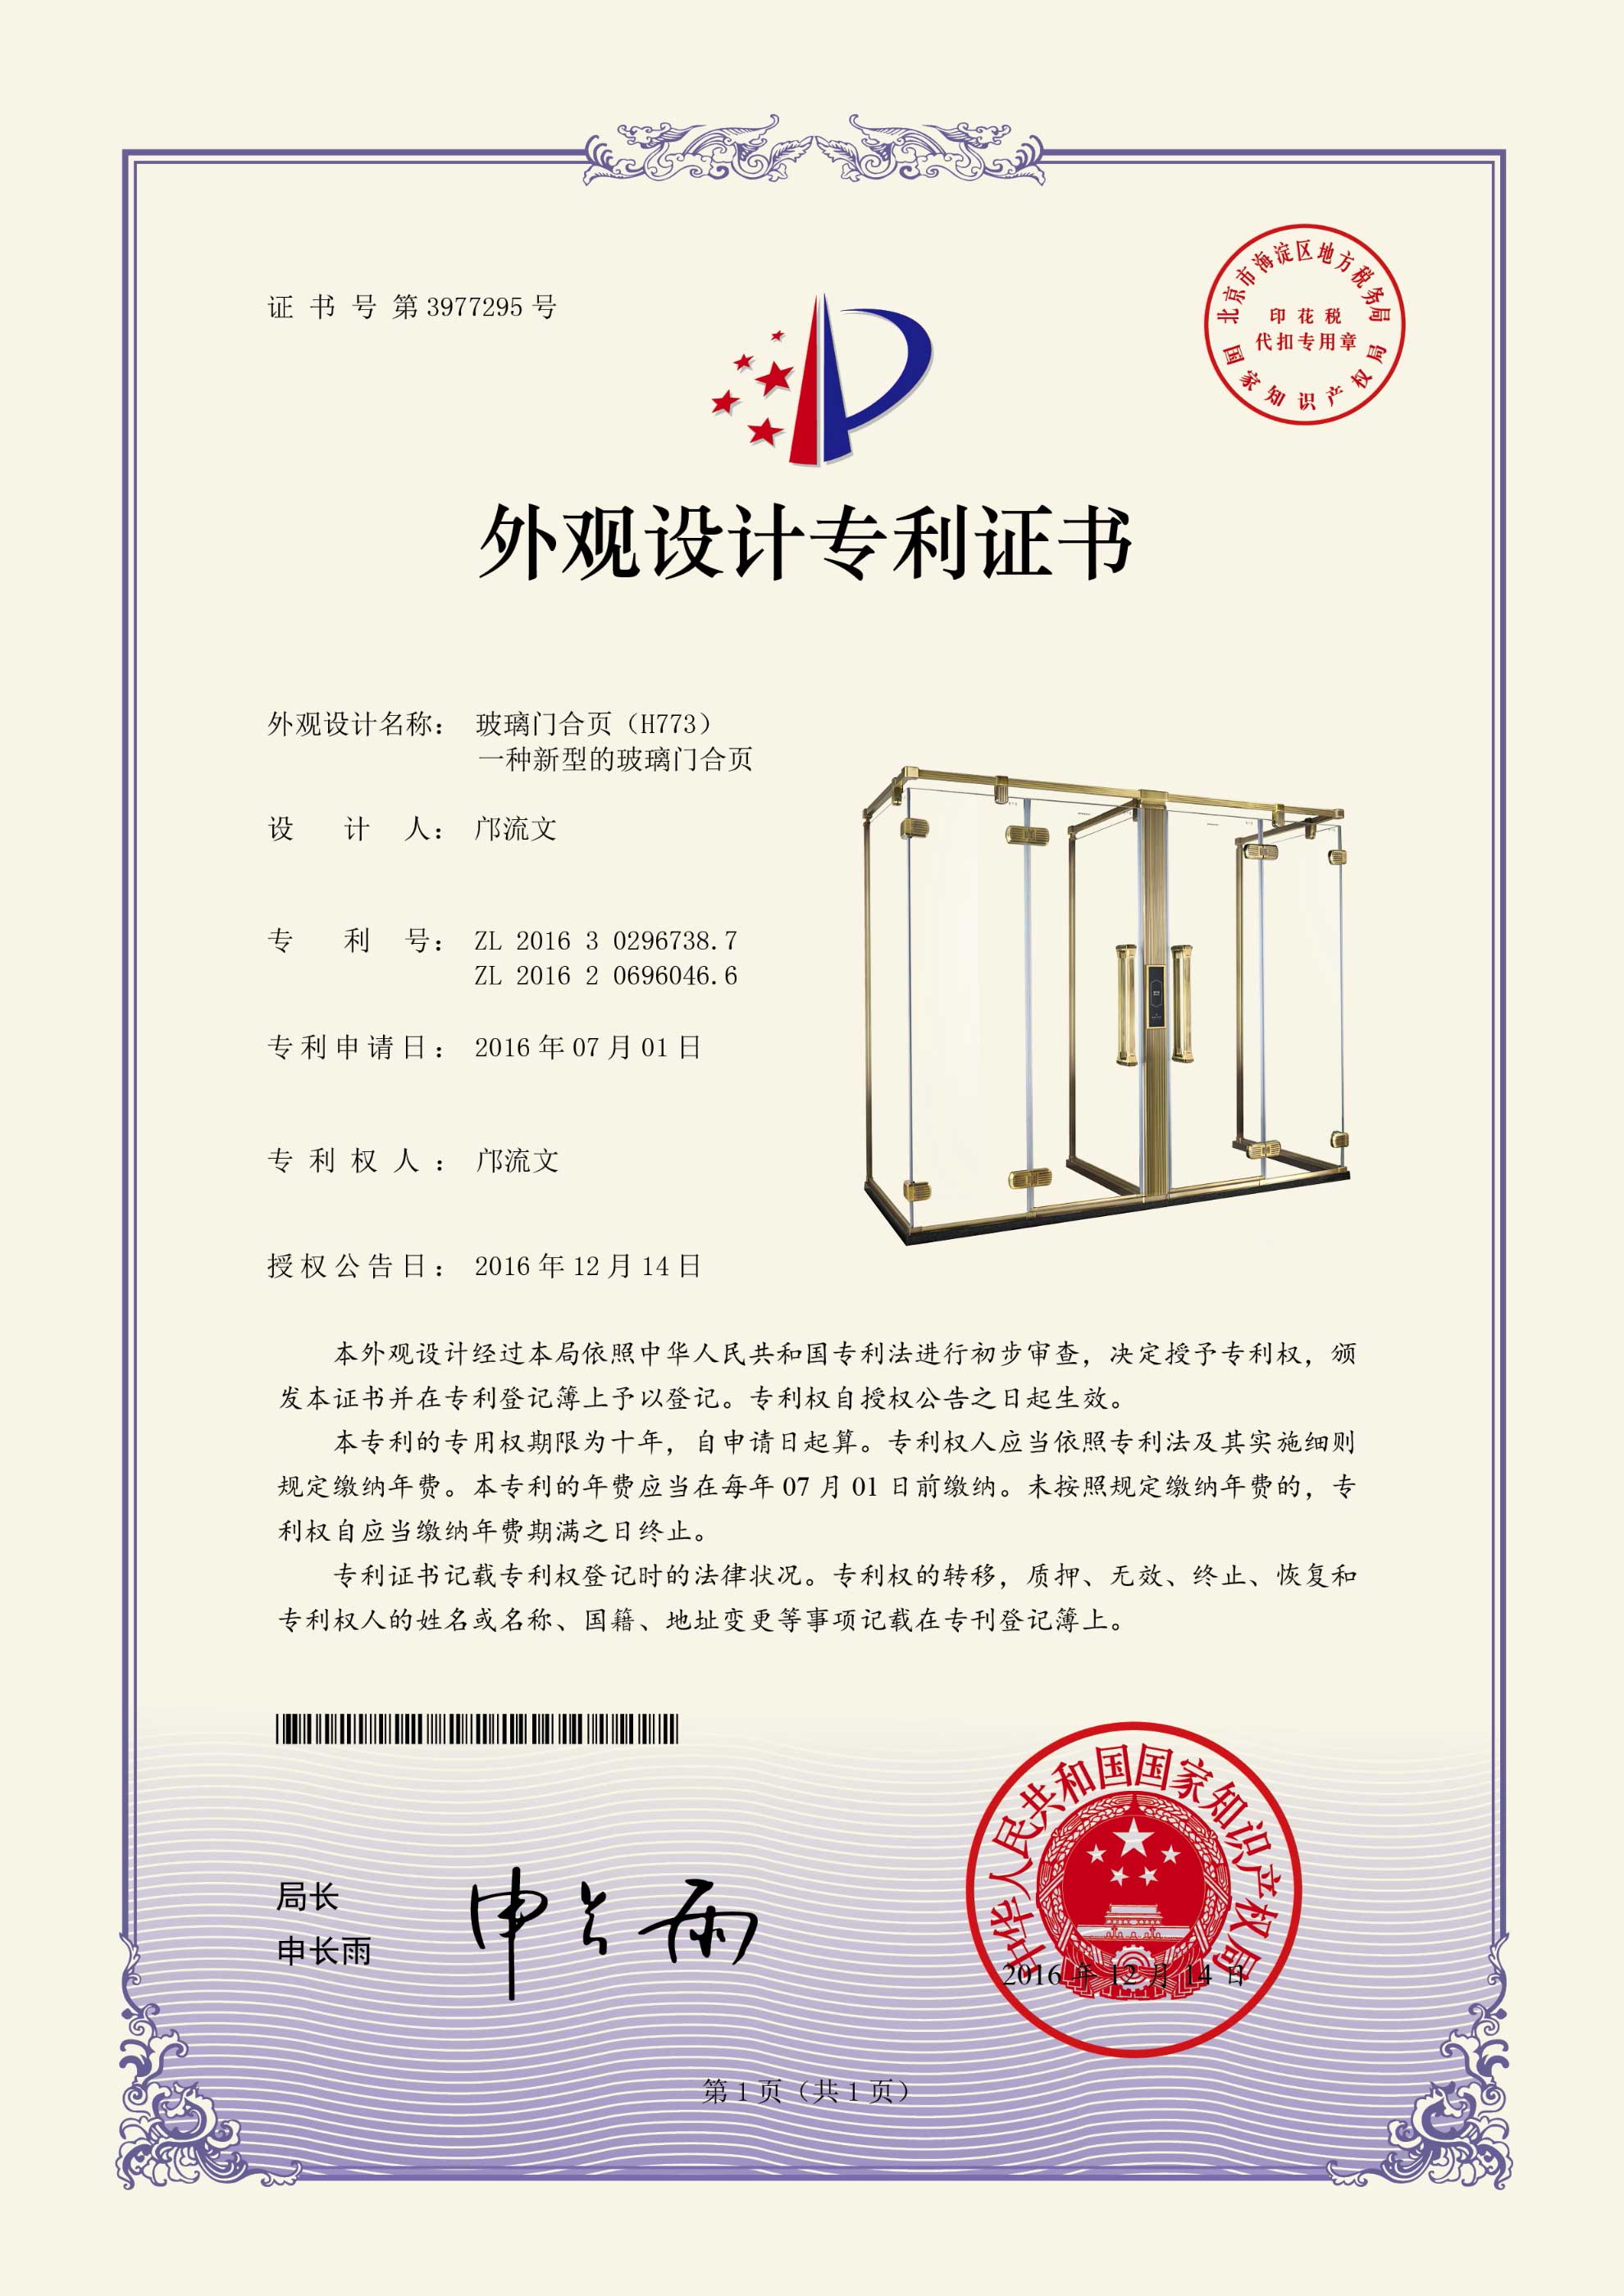 证书号第3977295号
北京市海淀区地方税务局
印花税
代扣专用章
国家知识产权局
外观设计专利证书
外观设计名称：玻璃门合页（H773）
一种新型的玻璃门合页
设计人：邝流文
专利号：ZL 2016 3 0296738.7
ZL 2016 2 0696046.6
专利申请日：2016年07月01日
专利权人：邝流文
授权公告日：2016年12月14日
本外观设计经过本局依照中华人民共和国专利法进行初步审查，决定授予专利权，颁
发本证书并在专利登记簿上予以登记。专利权自授权公告之日起生效。
本专利的专用权期限为十年，自申请日起算。专利权人应当依照专利法及其实施细则
规定缴纳年费。本专利的年费应当在每年07月01日前缴纳。未按照规定缴纳年费的，专
利权自应当缴纳年费期满之日终止。
专利证书记载专利权登记时的法律状况。专利权的转移，质押、无效、终止、恢复和
专利权人的姓名或名称、国籍、地址变更等事项记载在专刊登记簿上。
局长
申长雨
申长雨
中华人民共和国国家知识产权局
2016年12月14日
第1页（共1页）